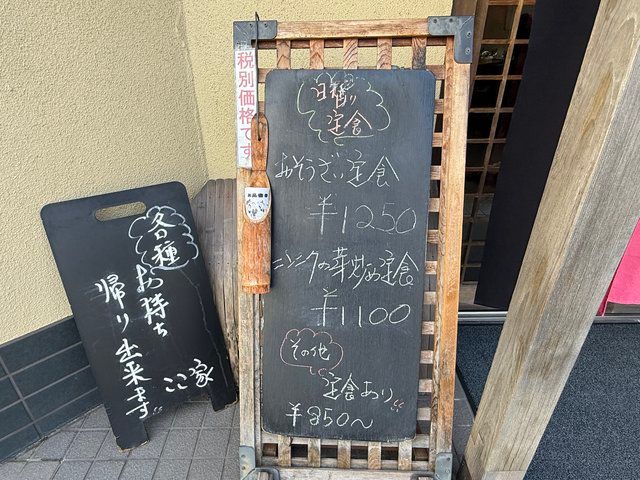 税別価格です
日替り
定食
おそうざい定食
¥1250
ニンニクの芽炒め定食
¥1100
その他
定食あり
¥850〜
各種
お持ち
帰り出来ます
ここ家